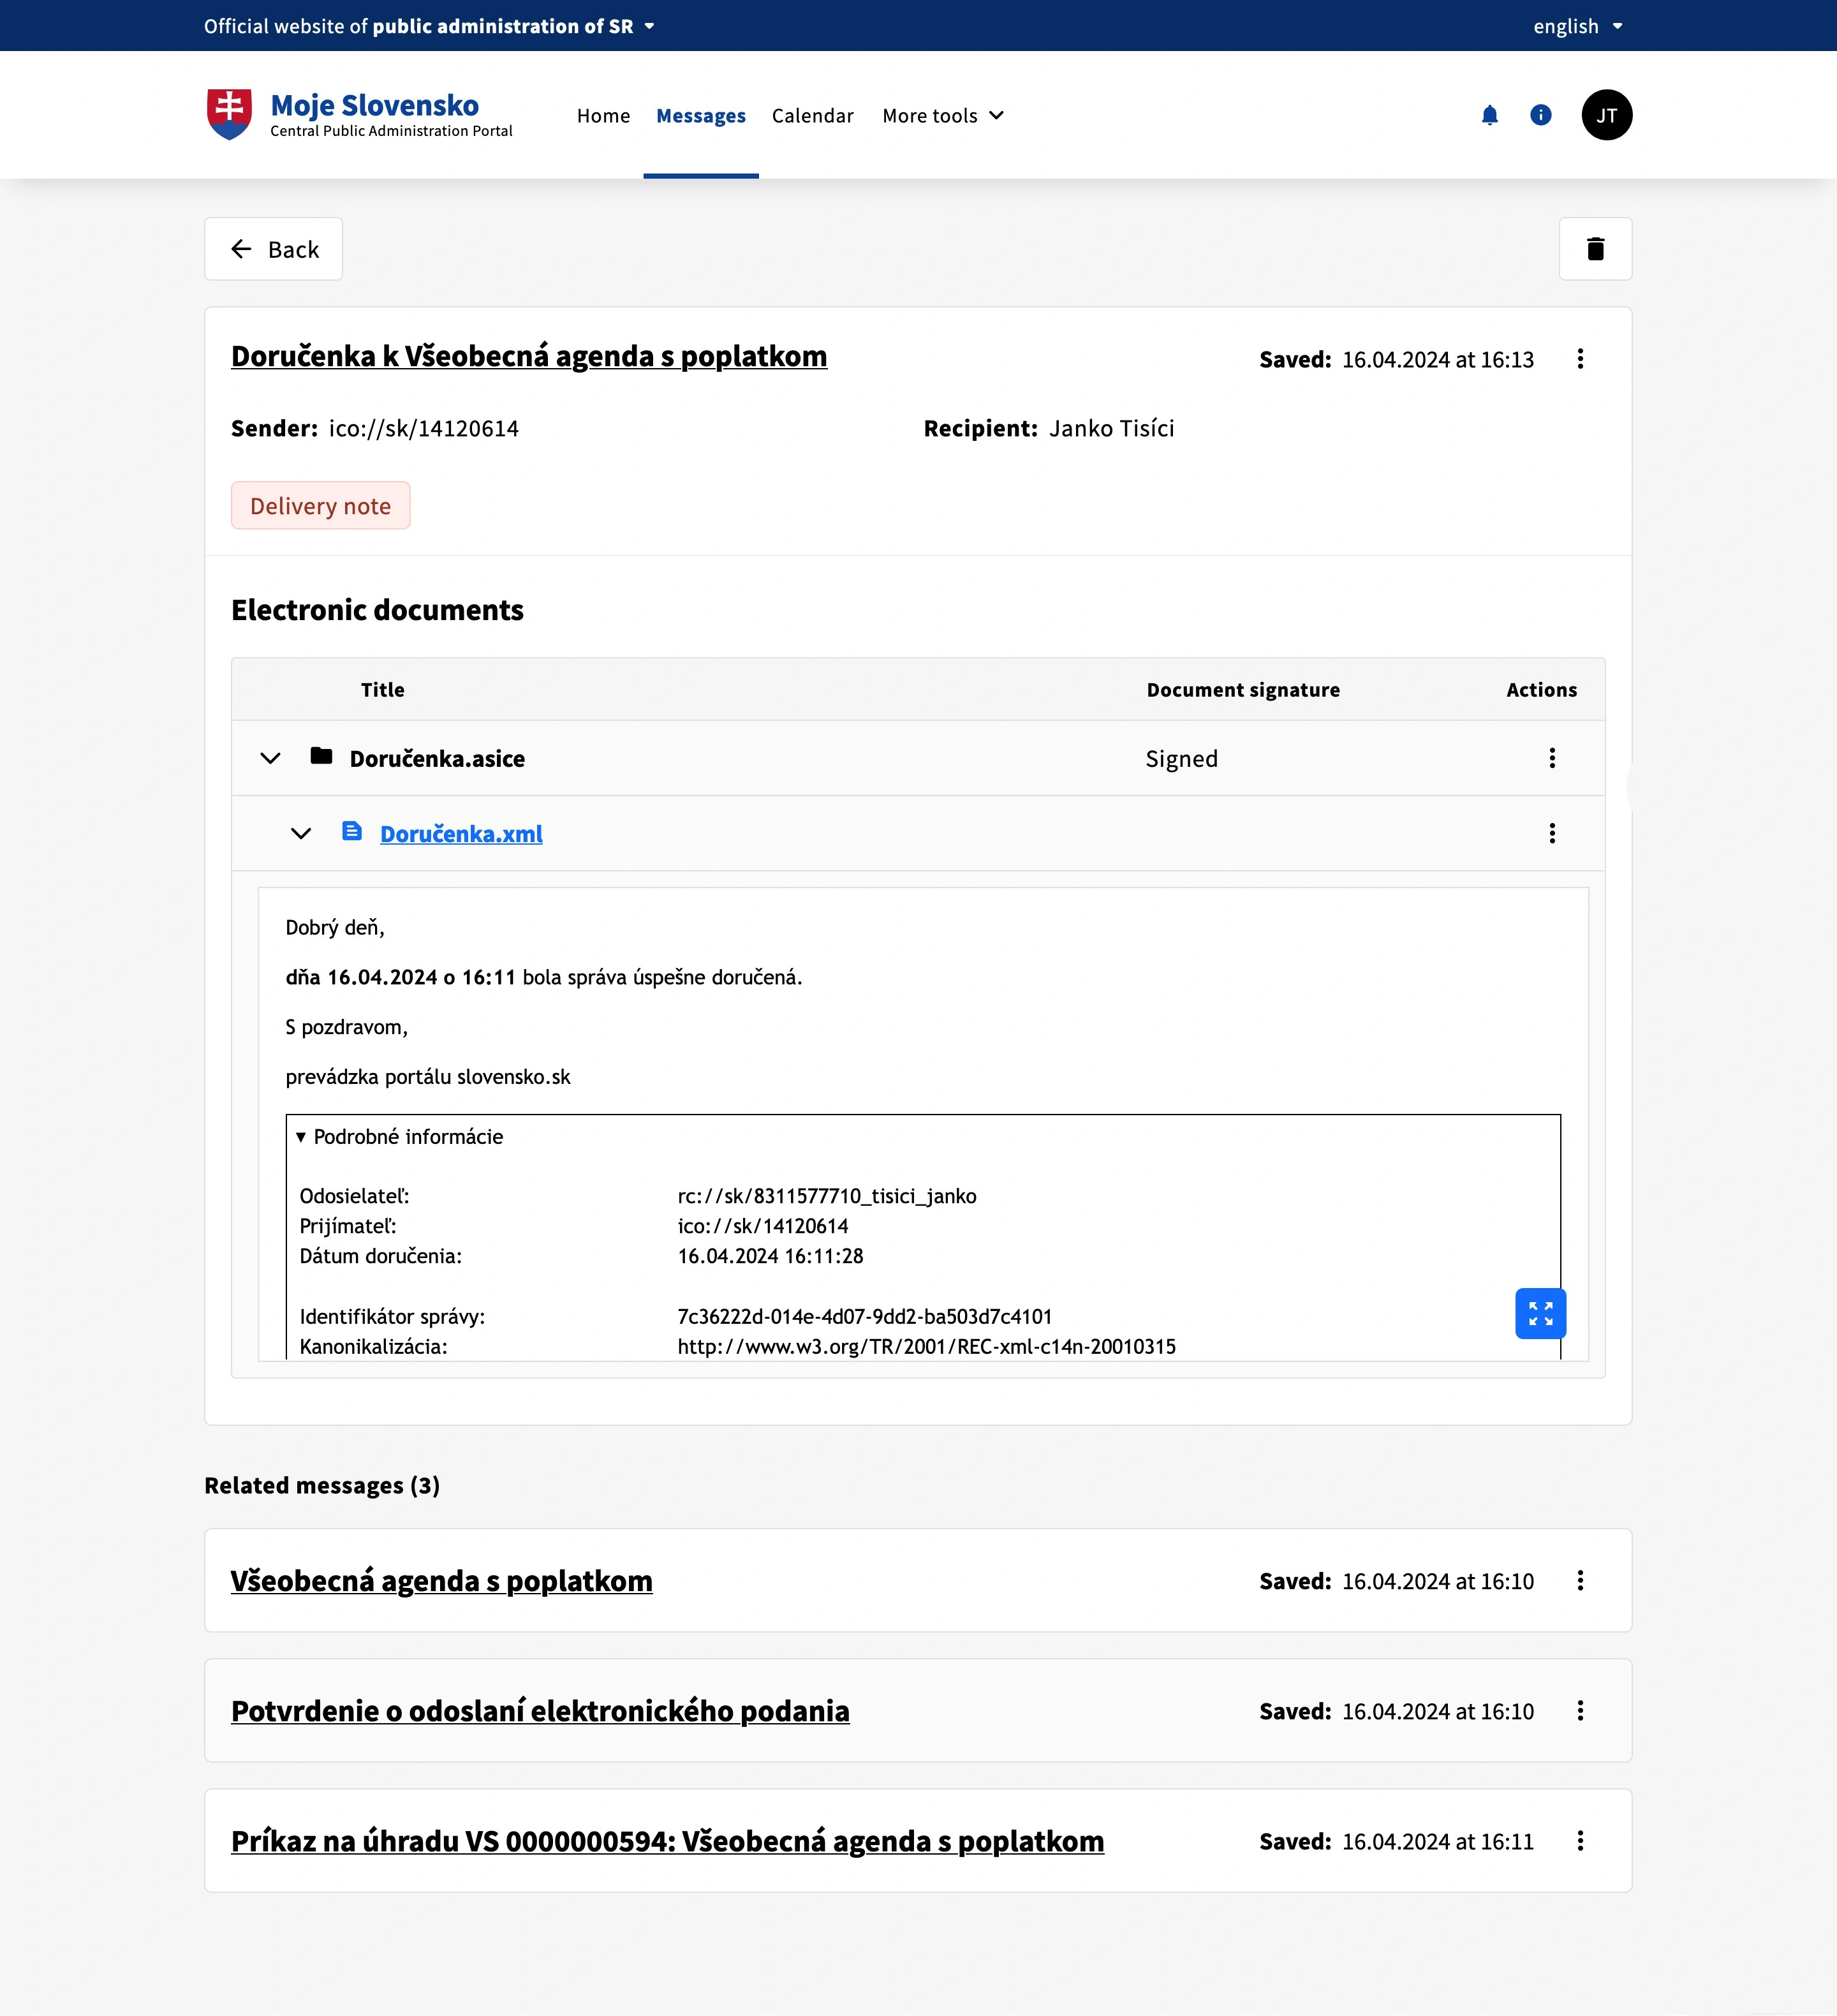 Official website of public administration of SR
english
Moje Slovensko
Central Public Administration Portal
Home
Messages
Calendar
More tools
JT
Back
Doručenka k Všeobecná agenda s poplatkom
Saved: 16.04.2024 at 16:13
Sender: ico://sk/14120614
Recipient: Janko Tisíci
Delivery note
Electronic documents
Title
Document signature
Actions
Doručenka.asice
Signed
Doručenka.xml
Dobrý deň,
dňa 16.04.2024 o 16:11 bola správa úspešne doručená.
S pozdravom,
prevádzka portálu slovensko.sk
▼ Podrobné informácie
Odosielateľ: rc://sk/8311577710_tisici_janko
Prijímateľ: ico://sk/14120614
Dátum doručenia: 16.04.2024 16:11:28
Identifikátor správy: 7c36222d-014e-4d07-9dd2-ba503d7c4101
Kanonikalizácia: http://www.w3.org/TR/2001/REC-xml-c14n-20010315
Related messages (3)
Všeobecná agenda s poplatkom
Saved: 16.04.2024 at 16:10
Potvrdenie o odoslaní elektronického podania
Saved: 16.04.2024 at 16:10
Príkaz na úhradu VS 0000000594: Všeobecná agenda s poplatkom
Saved: 16.04.2024 at 16:11